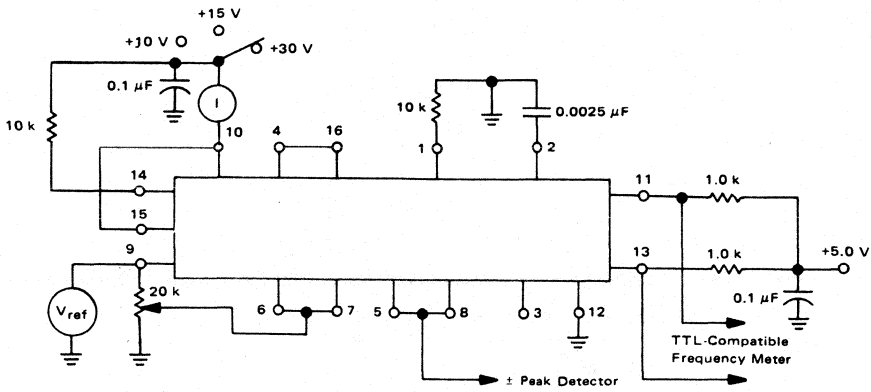 +15 V
+10 V
+30 V
0.1 µF
I
10 k
10
4
16
10 k
0.0025 µF
1
2
14
15
9
11
1.0 k
13
1.0 k
+5.0 V
0.1 µF
20 k
Vref
6
7
5
8
3
12
TTL-Compatible
Frequency Meter
± Peak Detector